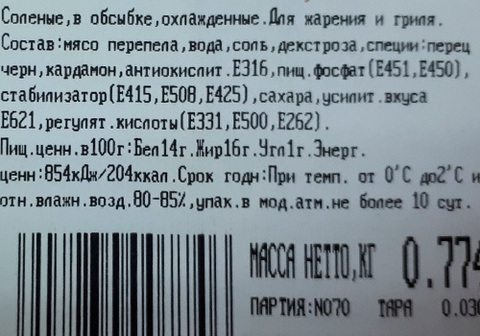 Соленые,в обсыбке,охлажденные.Для жарения и гриля.
Состав:мясо перепела,вода,соль,декстроза,специи:перец
черн,кардамон,антиокислит.Е316,пищ.фосфат(Е451,Е450),
стабилизатор(Е415,Е508,Е425),сахара,усилит.вкуса
Е621,регулят.кислоты(Е331,Е500,Е262).
Пищ.ценн.в100г:Бел14г.Жир16г.Угл1г.Энерг.
ценн:854кДж/204ккал.Срок годн:При темп. от 0°С до2°С и
отн.влажн.возд.80-85%,упак.в мод.атм.не более 10 сут.
МАССА НЕТТО,КГ 0.774
ПАРТИЯ:N070 ТАРА 0.030